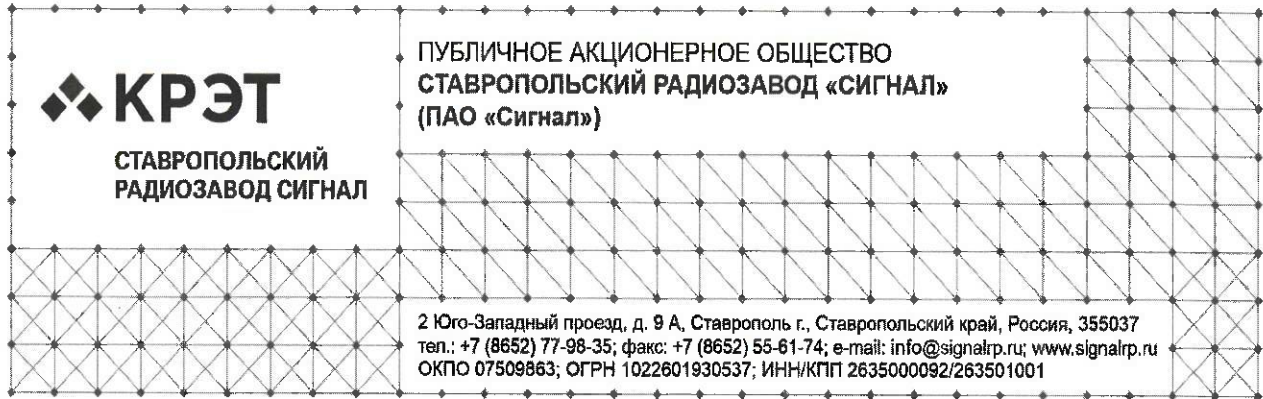 КРЭТ
СТАВРОПОЛЬСКИЙ
РАДИОЗАВОД СИГНАЛ
ПУБЛИЧНОЕ АКЦИОНЕРНОЕ ОБЩЕСТВО
СТАВРОПОЛЬСКИЙ РАДИОЗАВОД «СИГНАЛ»
(ПАО «Сигнал»)
2 Юго-Западный проезд, д. 9 А, Ставрополь г., Ставропольский край, Россия, 355037
тел.: +7 (8652) 77-98-35; факс: +7 (8652) 55-61-74; e-mail: info@signalrp.ru; www.signalrp.ru
ОКПО 07509863; ОГРН 1022601930537; ИНН/КПП 2635000092/263501001